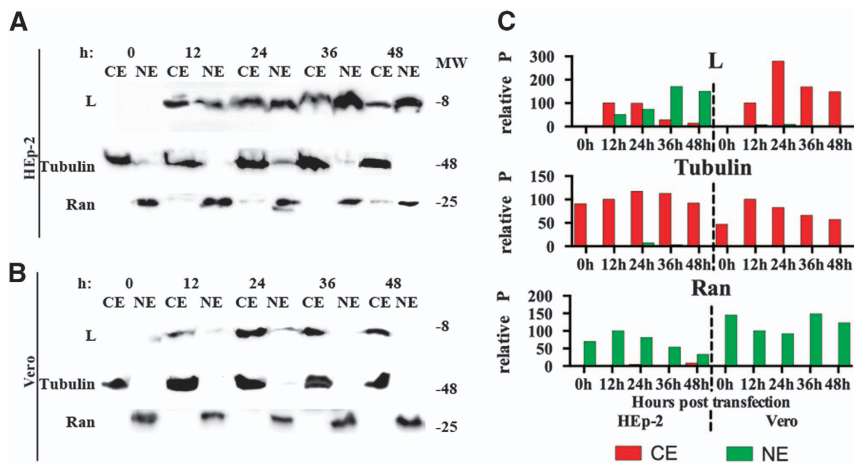 A
h: 0 12 24 36 48
CE NE CE NE CE NE CE NE CE NE MW
L -8
HEp-2
Tubulin -48
Ran -25
B
h: 0 12 24 36 48
CE NE CE NE CE NE CE NE CE NE
L -8
Vero
Tubulin -48
Ran -25
C
L
relative P
300
200
100
0
0h 12h 24h 36h 48h 0h 12h 24h 36h 48h
Tubulin
relative P
150
100
50
0
0h 12h 24h 36h 48h 0h 12h 24h 36h 48h
Ran
relative P
200
150
100
50
0
0h 12h 24h 36h 48h 0h 12h 24h 36h 48h
Hours post transfection
HEp-2 Vero
CE NE